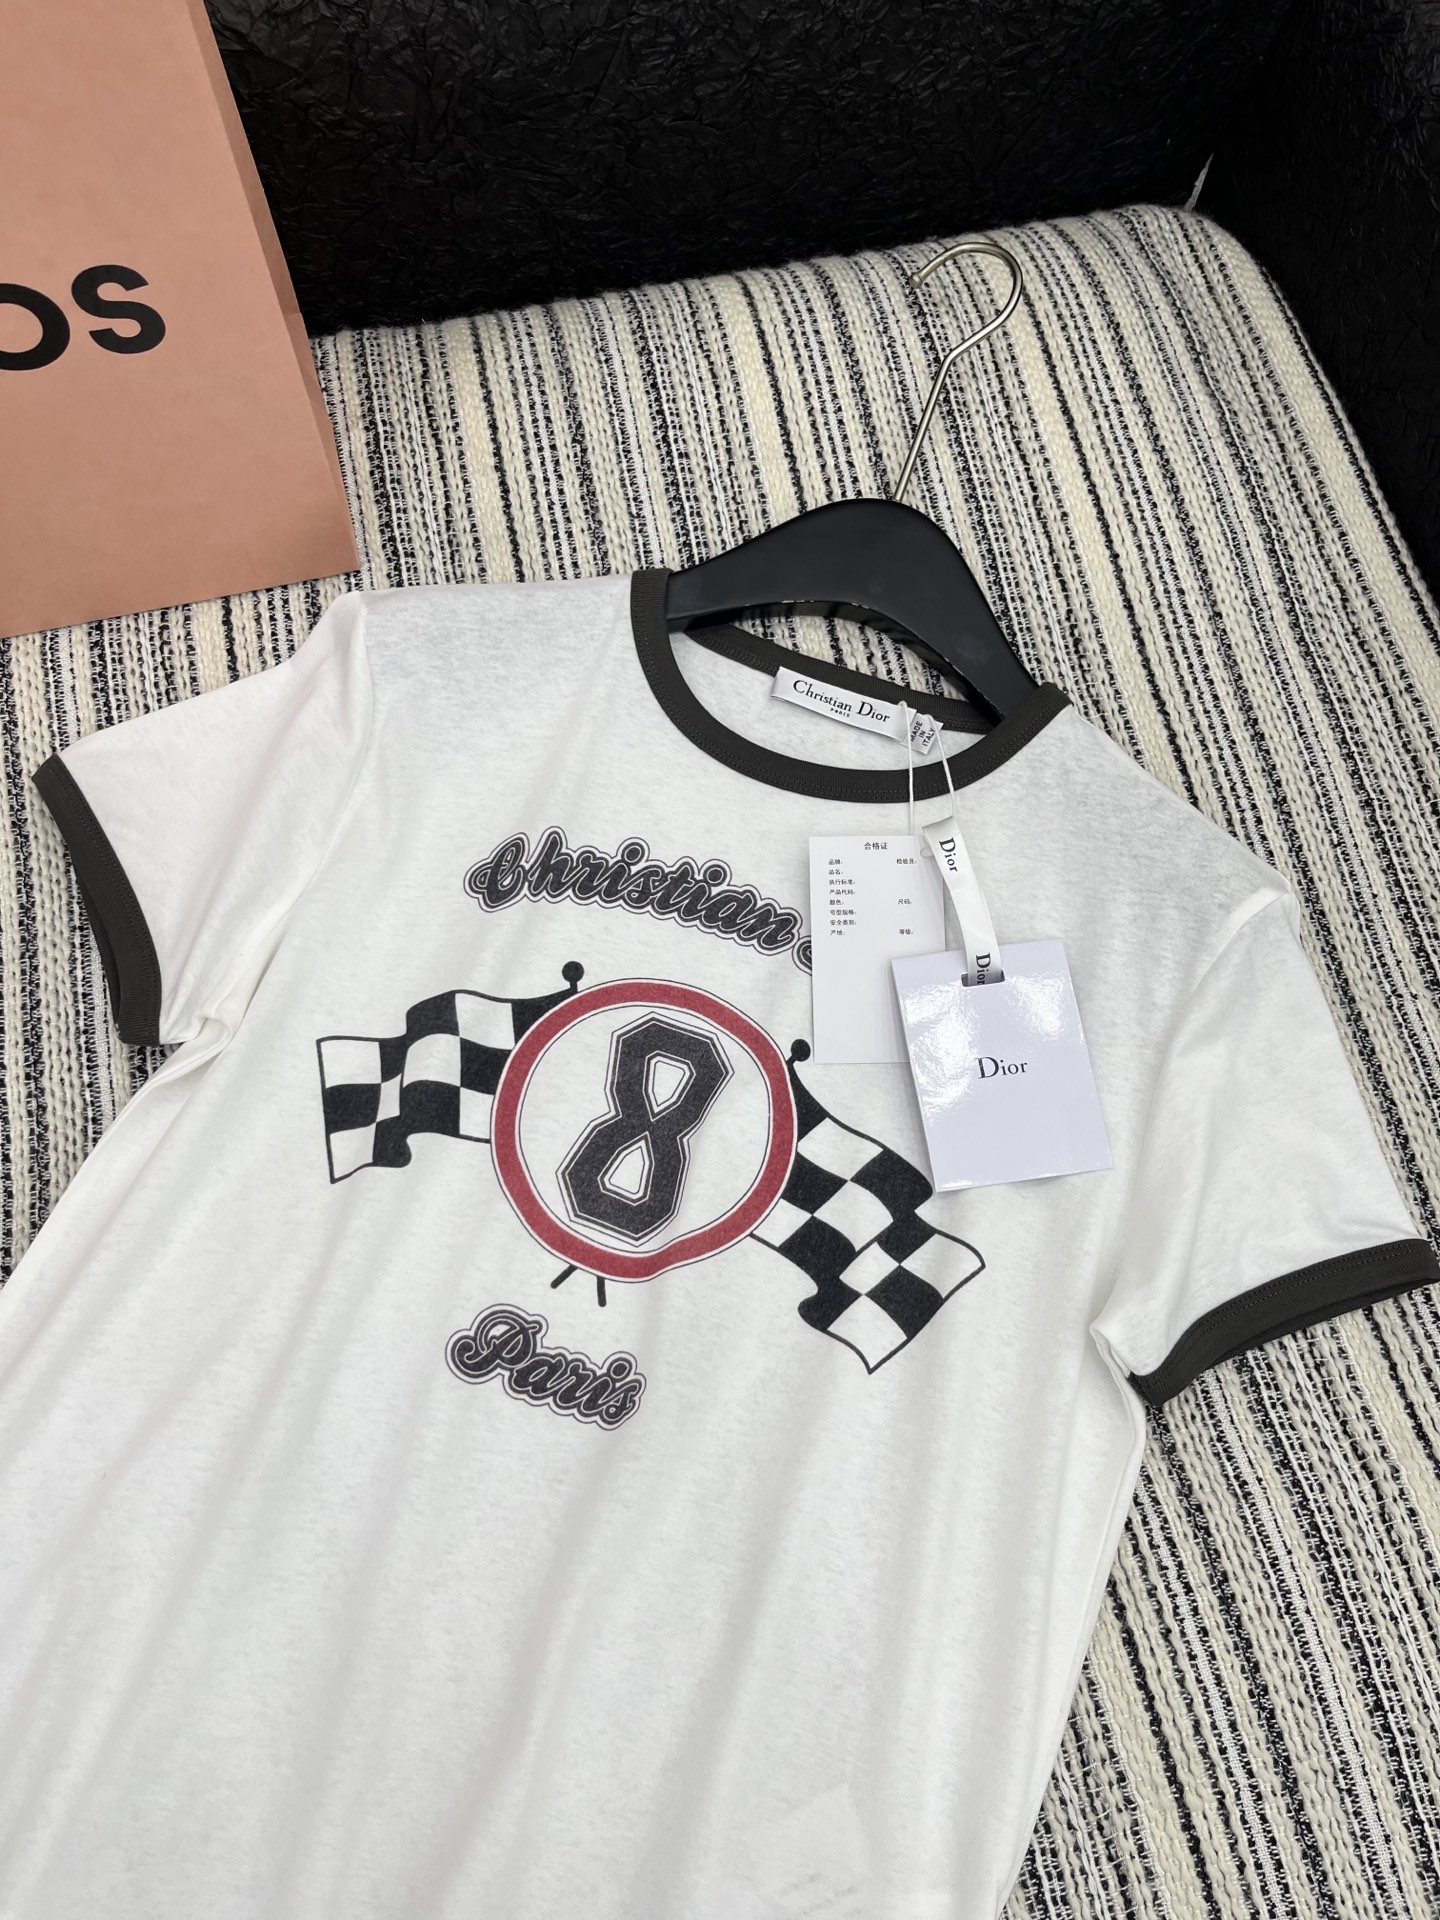 OS
Christian Dior
PARIS
MADE
IN
ITALY
合格证
品牌: 检验员:
品名:
执行标准:
产品代码:
颜色: 尺码:
号型规格:
安全类别:
产地: 等级:
Dior
Dior
Dior
Christian
8
Paris